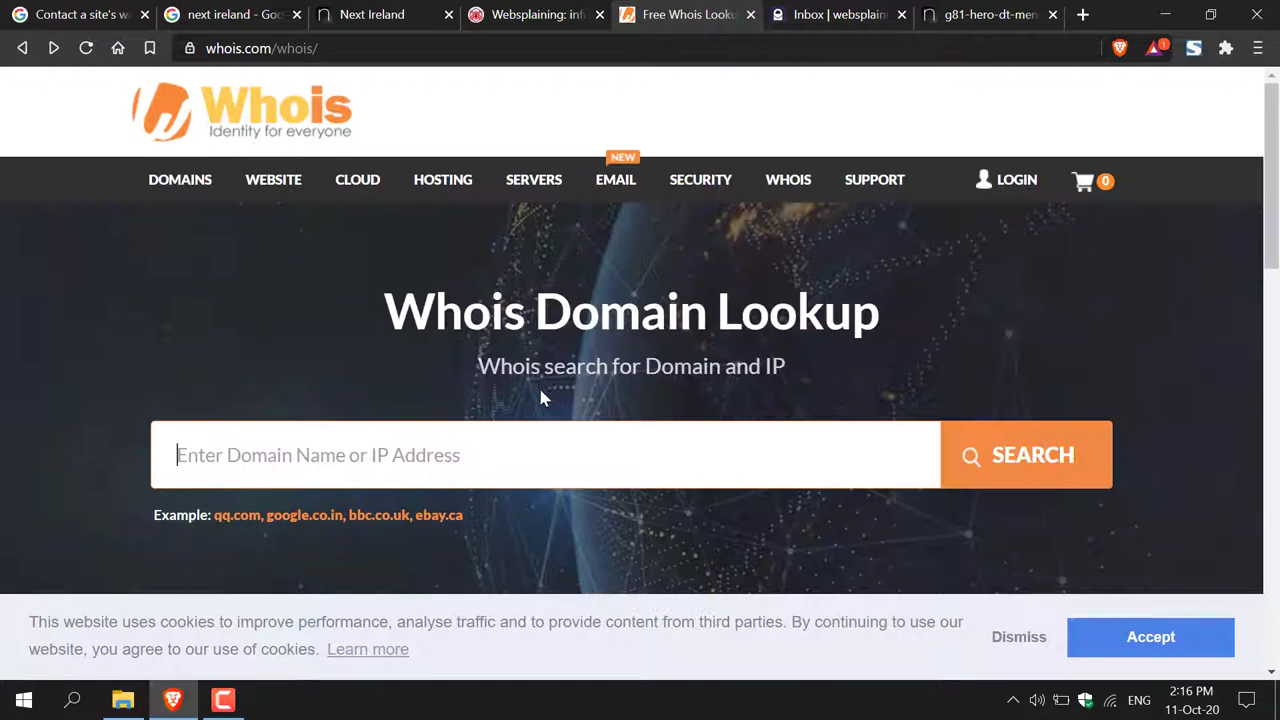 Contact a site's w
next ireland - Goo
Next Ireland
Websplaining: inf
Free Whois Looku
Inbox | websplain
g81-hero-dt-men
whois.com/whois/
1
Whois
Identity for everyone
NEW
DOMAINS WEBSITE CLOUD HOSTING SERVERS EMAIL SECURITY WHOIS SUPPORT LOGIN 0
Whois Domain Lookup
Whois search for Domain and IP
Enter Domain Name or IP Address
SEARCH
Example: qq.com, google.co.in, bbc.co.uk, ebay.ca
This website uses cookies to improve performance, analyse traffic and to provide content from third parties. By continuing to use our
website, you agree to our use of cookies. Learn more
Dismiss
Accept
ENG
2:16 PM
11-Oct-20